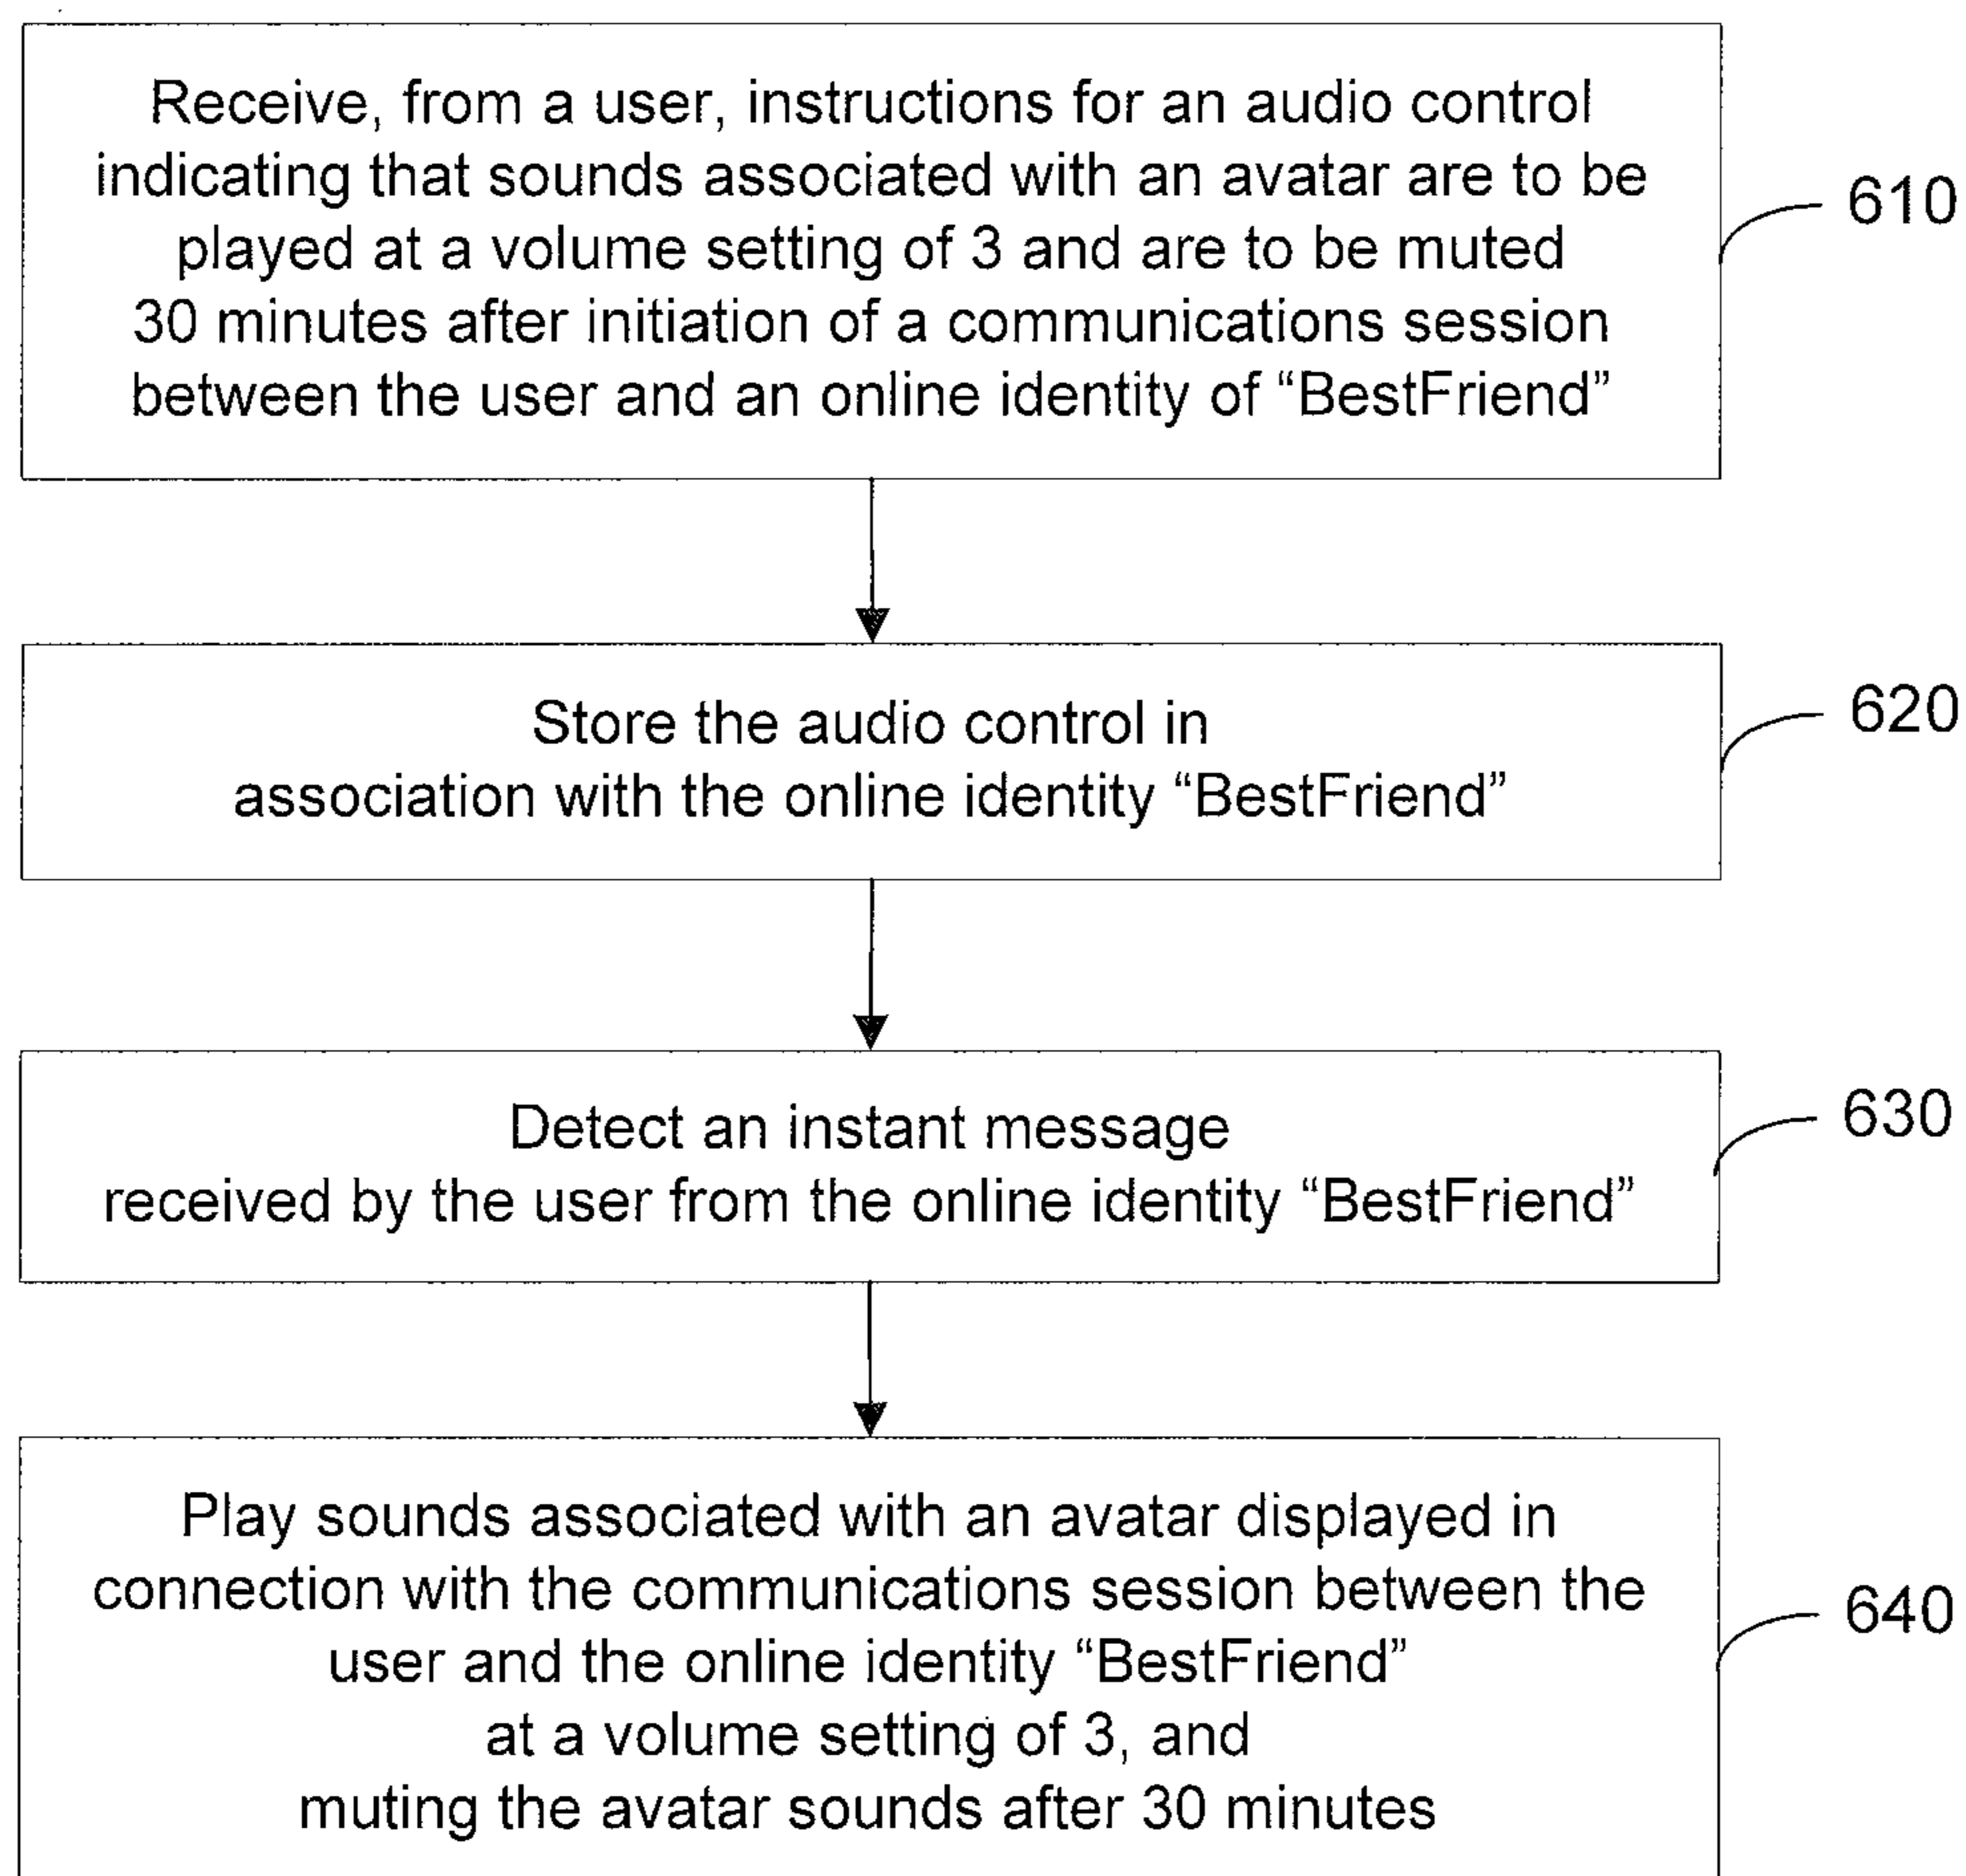 Receive, from a user, instructions for an audio control
indicating that sounds associated with an avatar are to be
played at a volume setting of 3 and are to be muted
30 minutes after initiation of a communications session
between the user and an online identity of “BestFriend”
610
Store the audio control in
association with the online identity “BestFriend”
620
Detect an instant message
received by the user from the online identity “BestFriend”
630
Play sounds associated with an avatar displayed in
connection with the communications session between the
user and the online identity “BestFriend”
at a volume setting of 3, and
muting the avatar sounds after 30 minutes
640